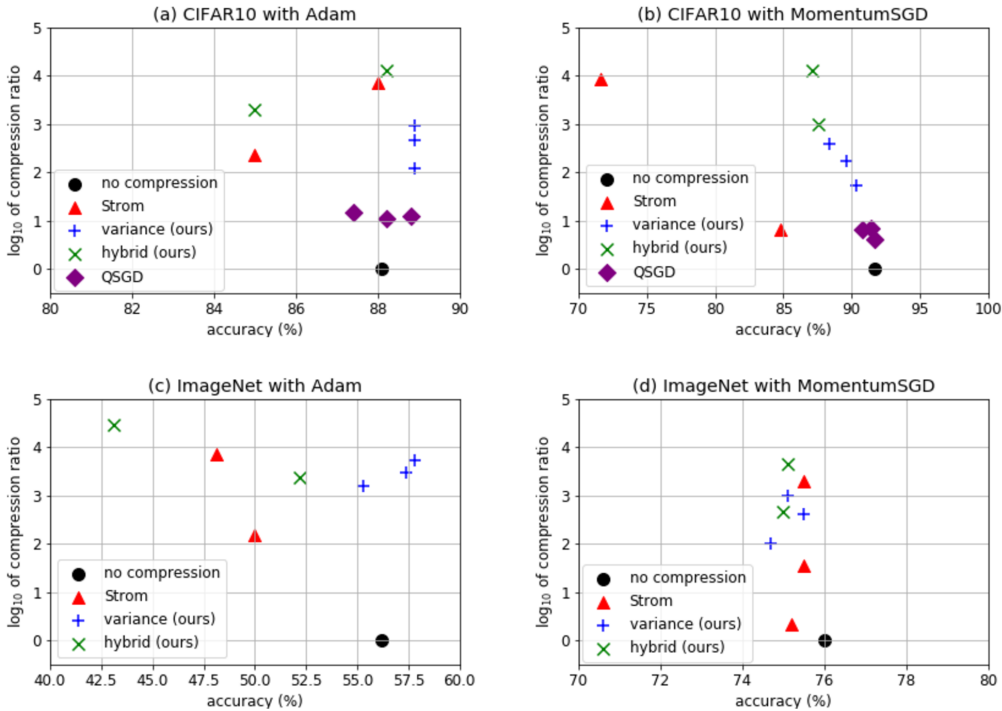 (a) CIFAR10 with Adam
5
4
3
2
1
0
log10 of compression ratio
no compression
Strom
variance (ours)
hybrid (ours)
QSGD
80 82 84 86 88 90
accuracy (%)
(b) CIFAR10 with MomentumSGD
5
4
3
2
1
0
log10 of compression ratio
no compression
Strom
variance (ours)
hybrid (ours)
QSGD
70 75 80 85 90 95 100
accuracy (%)
(c) ImageNet with Adam
5
4
3
2
1
0
log10 of compression ratio
no compression
Strom
variance (ours)
hybrid (ours)
40.0 42.5 45.0 47.5 50.0 52.5 55.0 57.5 60.0
accuracy (%)
(d) ImageNet with MomentumSGD
5
4
3
2
1
0
log10 of compression ratio
no compression
Strom
variance (ours)
hybrid (ours)
70 72 74 76 78 80
accuracy (%)